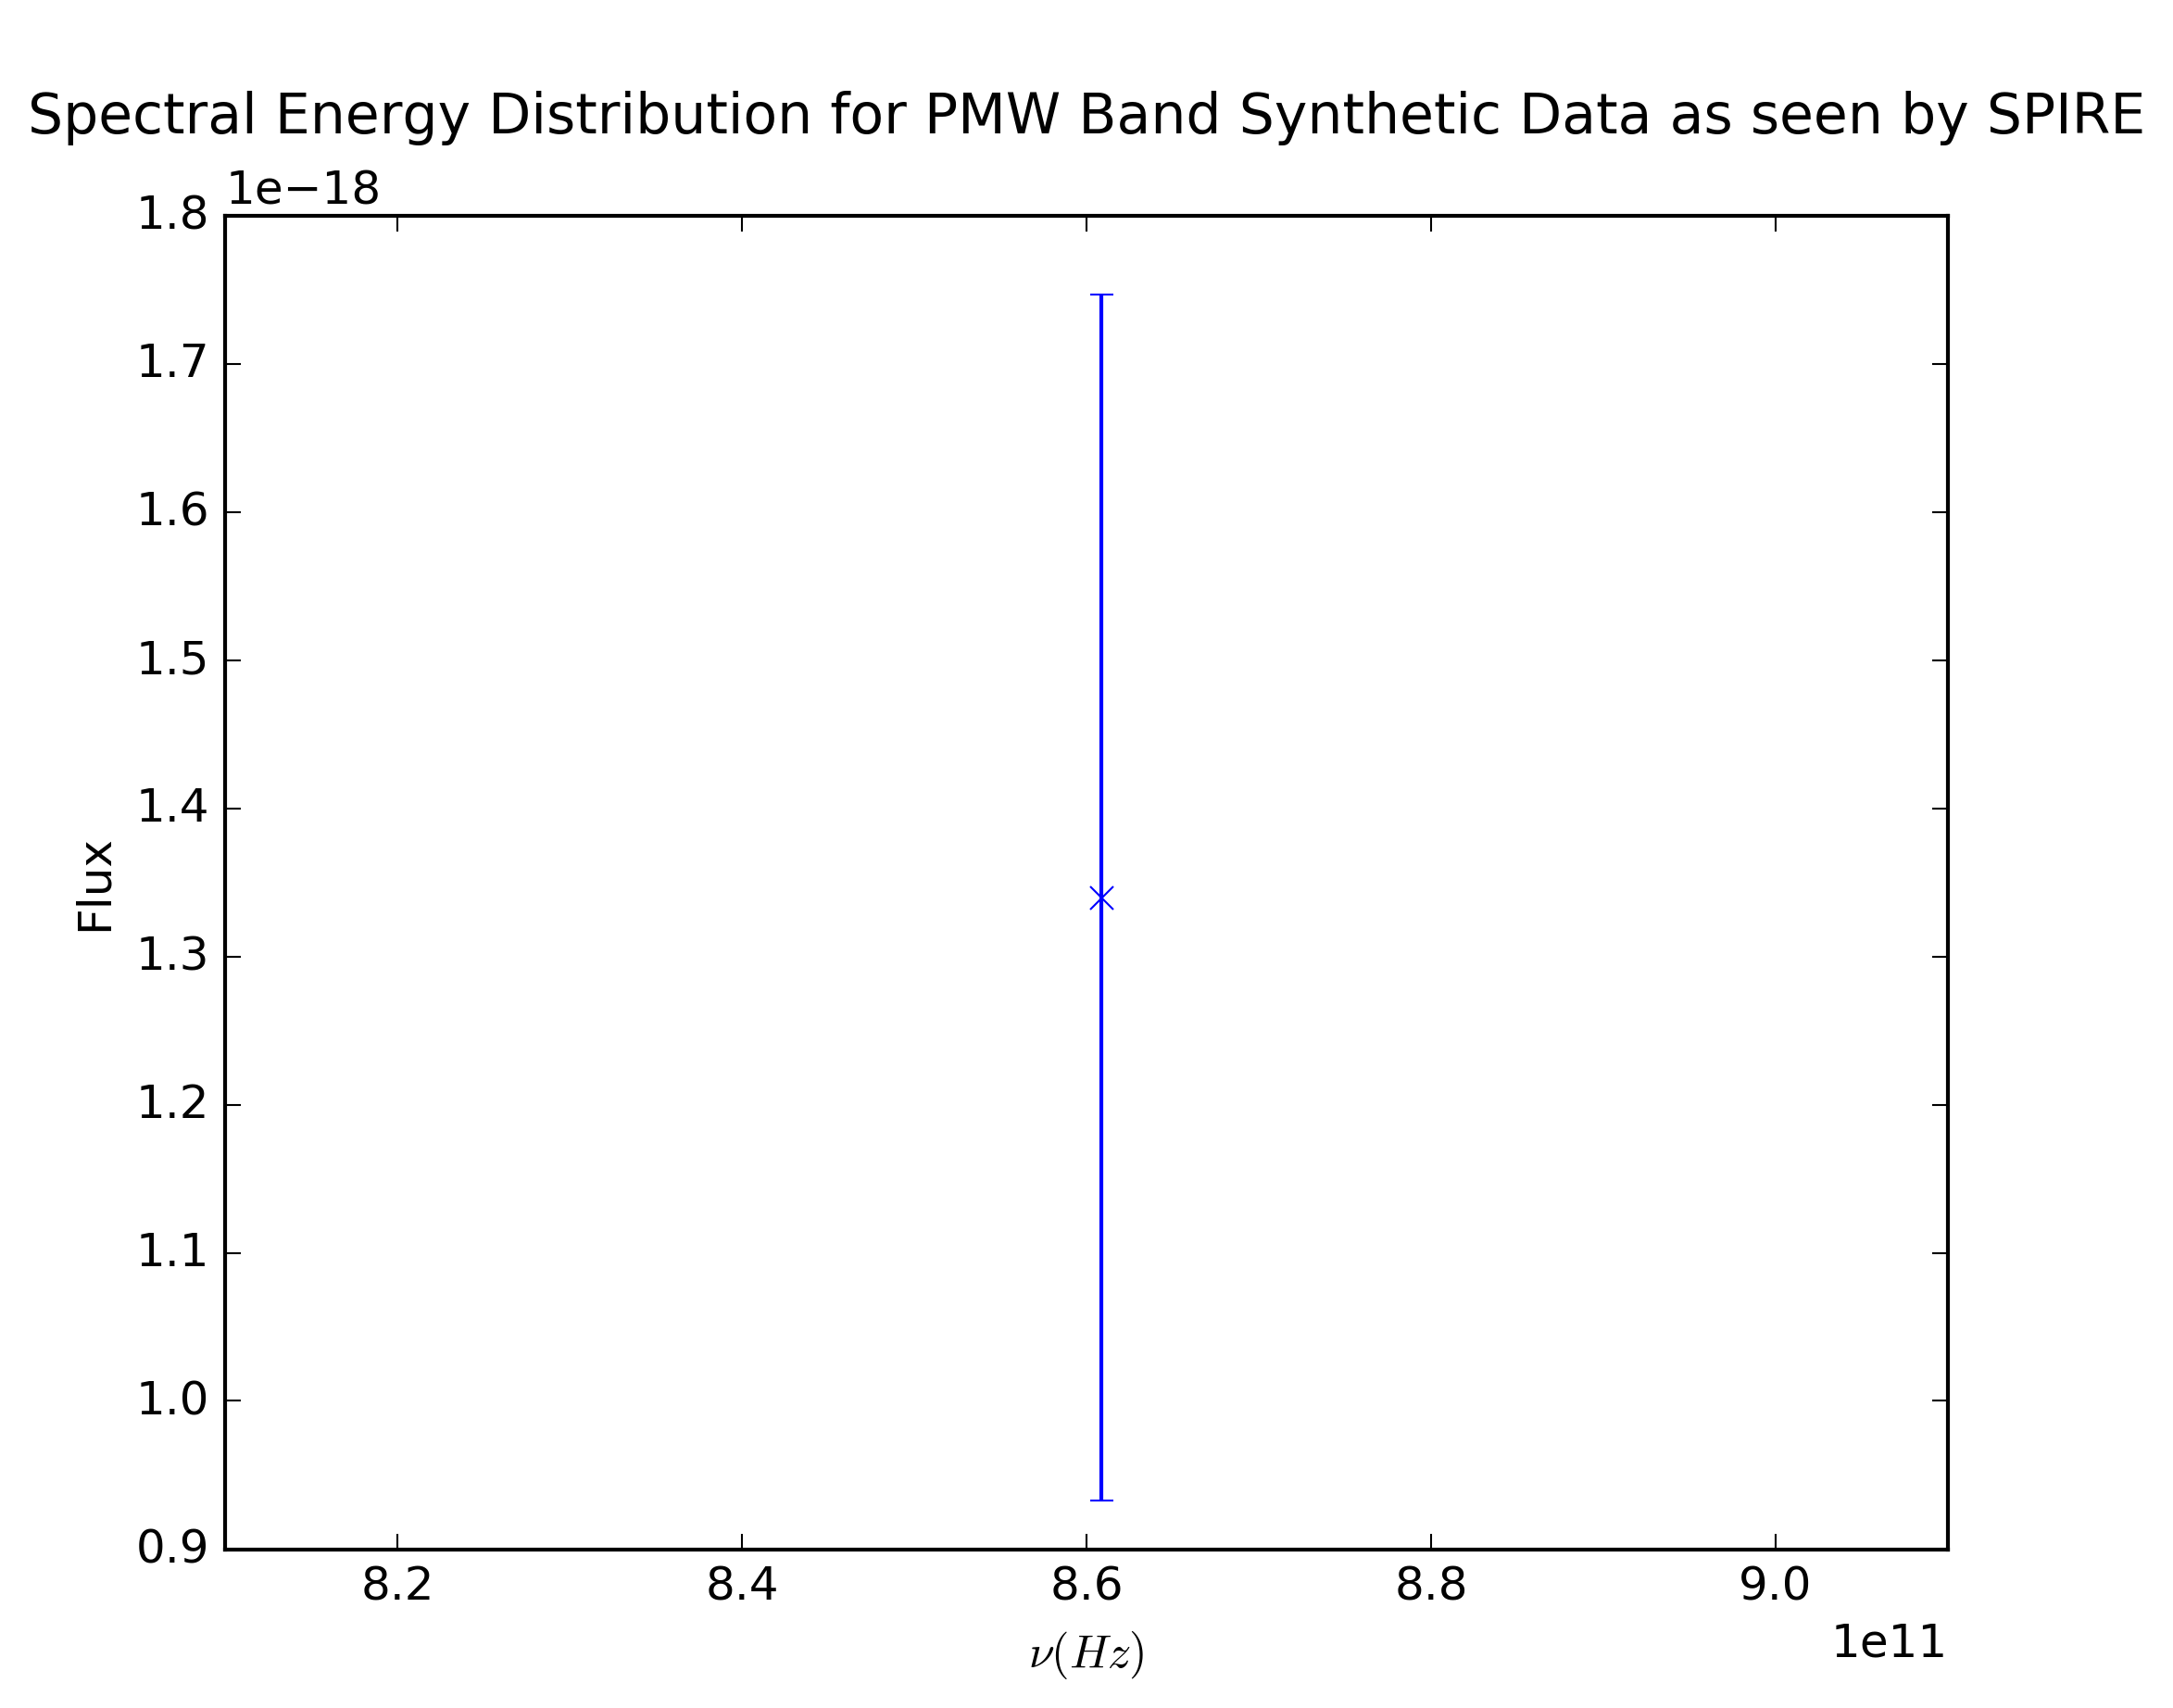 Spectral Energy Distribution for PMW Band Synthetic Data as seen by SPIRE
1e−18
1.8
1.7
1.6
1.5
1.4
1.3
1.2
1.1
1.0
0.9
Flux
8.2 8.4 8.6 8.8 9.0
1e11
ν(Hz)